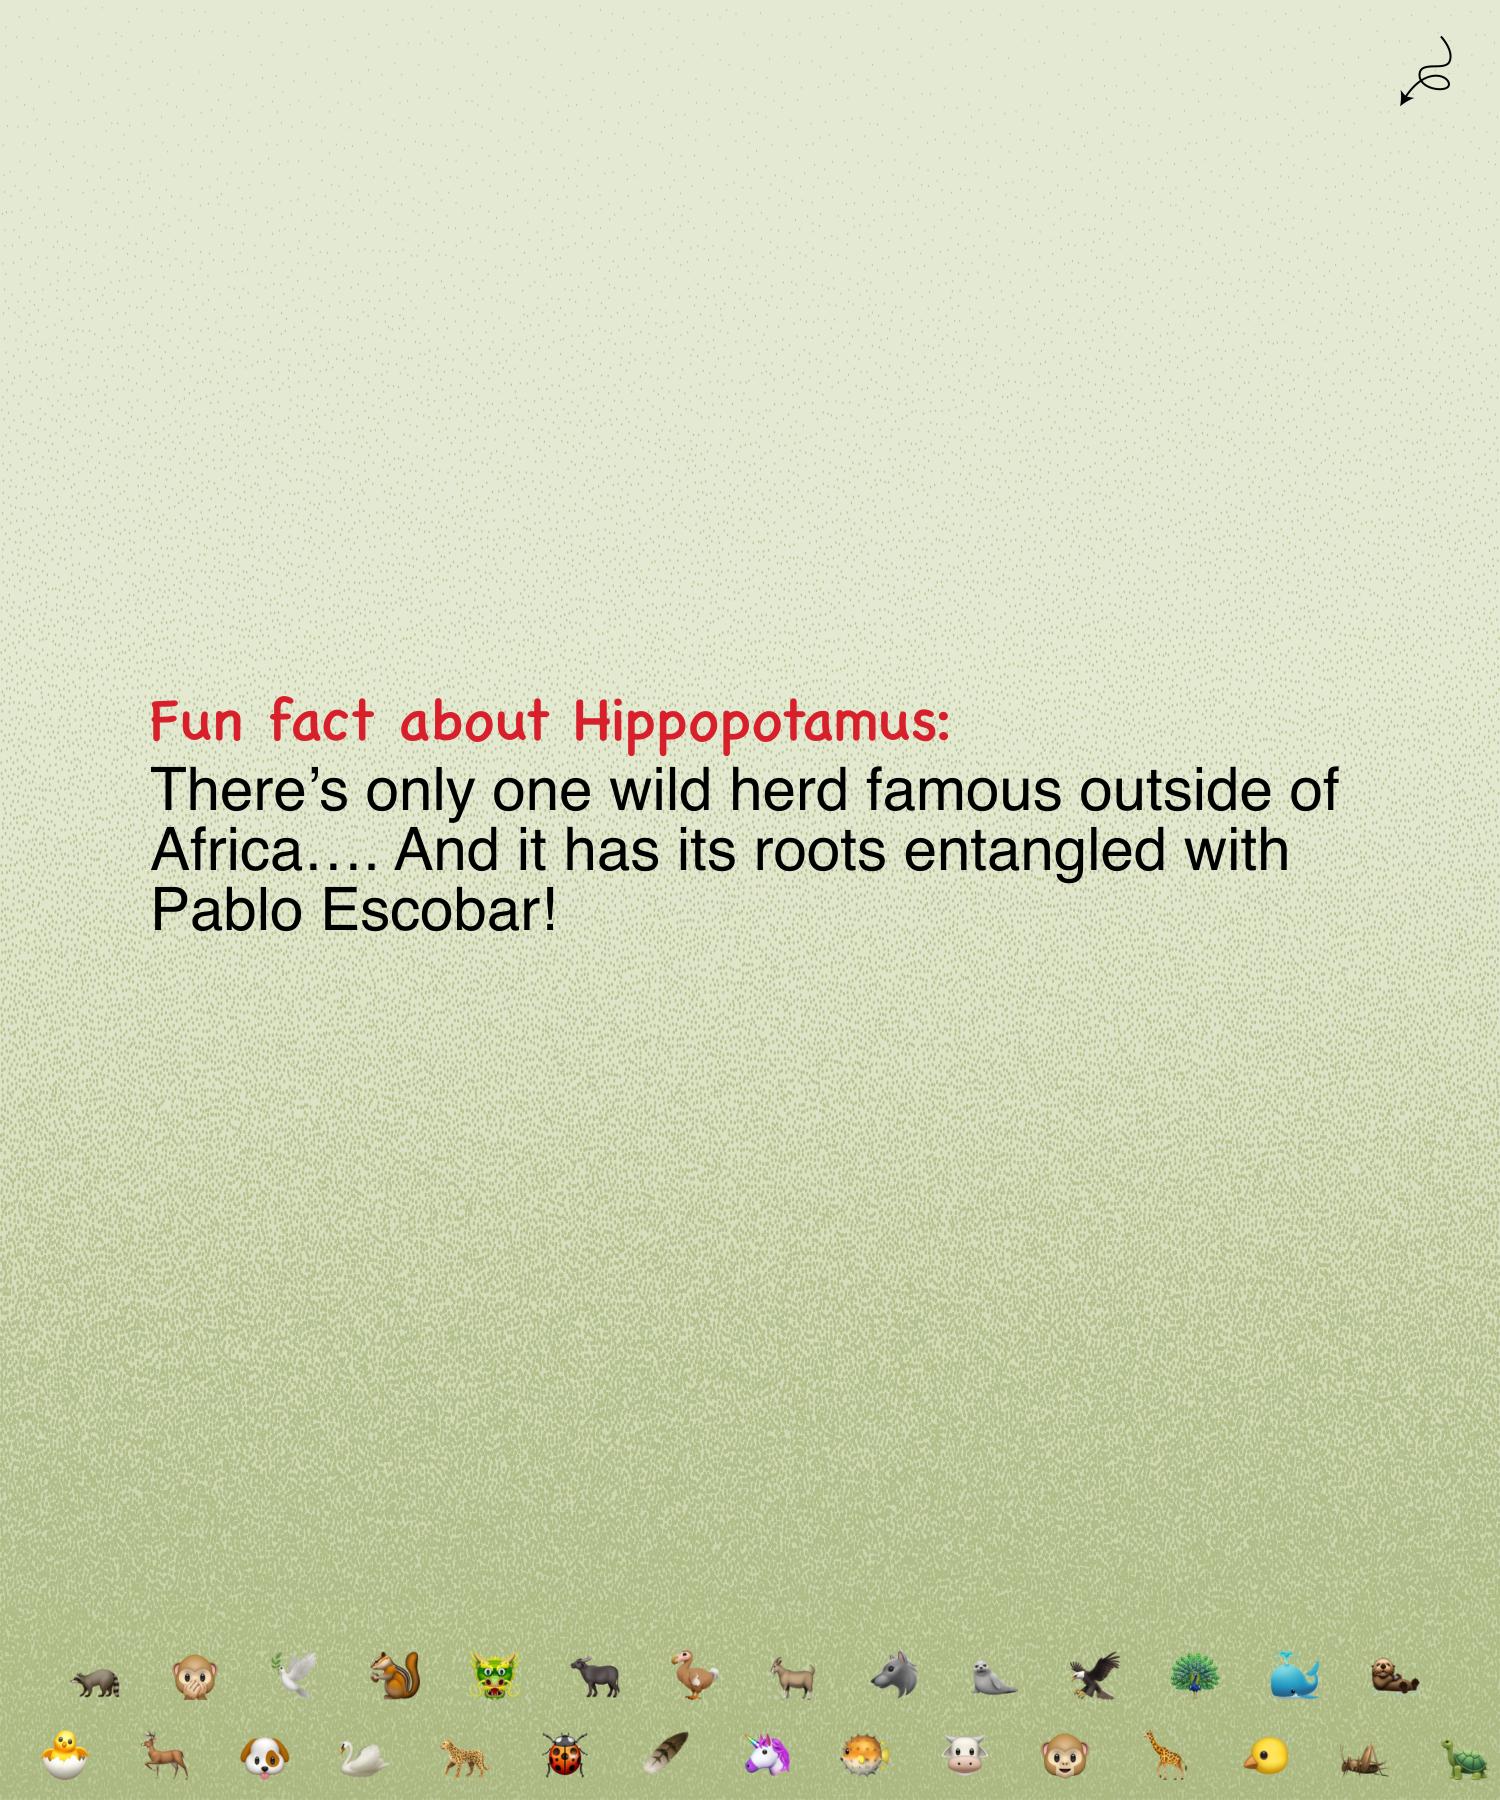 Fun fact about Hippopotamus:
There’s only one wild herd famous outside of
Africa…. And it has its roots entangled with
Pablo Escobar!